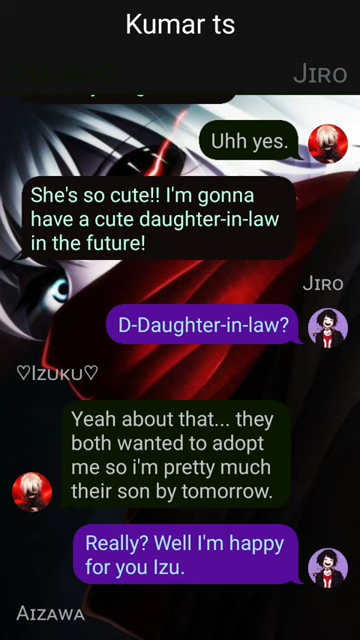 Kumar ts
Jiro
Uhh yes.
She's so cute!! I'm gonna
have a cute daughter-in-law
in the future!
Jiro
D-Daughter-in-law?
♡Izuku♡
Yeah about that... they
both wanted to adopt
me so i'm pretty much
their son by tomorrow.
Really? Well I'm happy
for you Izu.
Aizawa